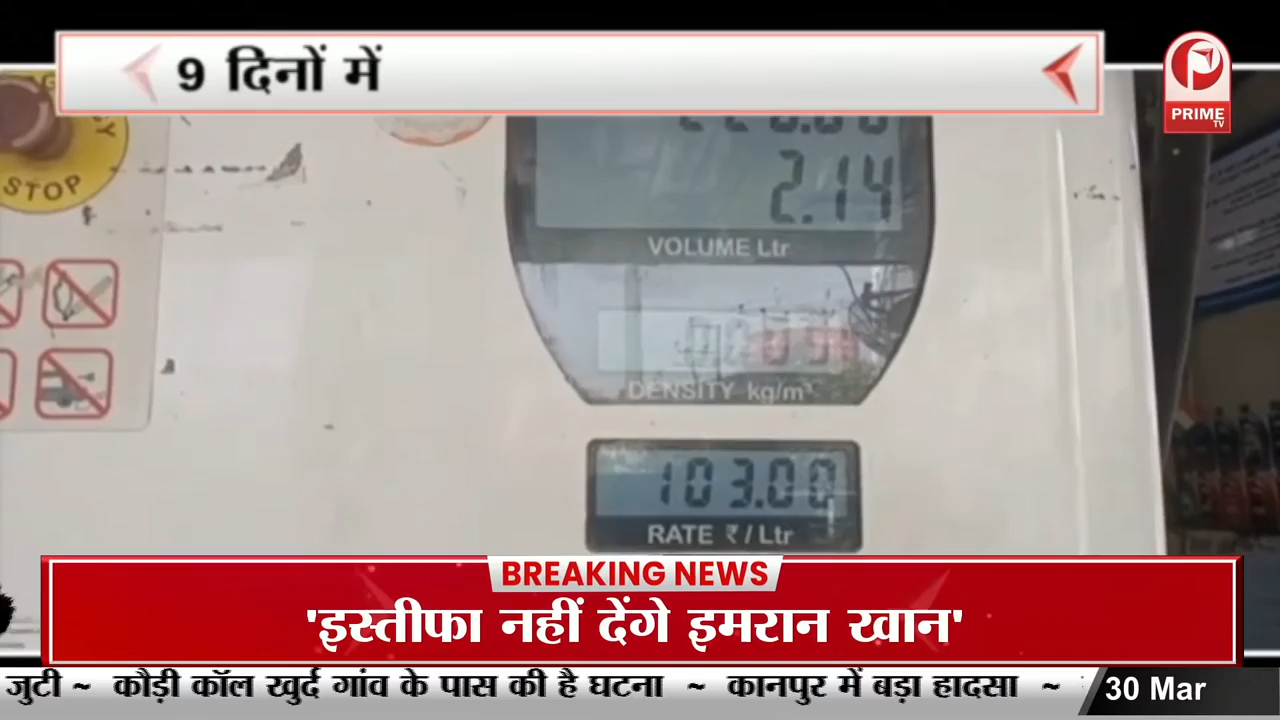 9 दिनों में
PRIME
TV
STOP
2.14
VOLUME Ltr
DENSITY kg/m³
103.00
RATE ₹ / Ltr
BREAKING NEWS
'इस्तीफा नहीं देंगे इमरान खान'
जुटी ~ कौड़ी कॉल खुर्द गांव के पास की है घटना ~ कानपुर में बड़ा हादसा ~
30 Mar